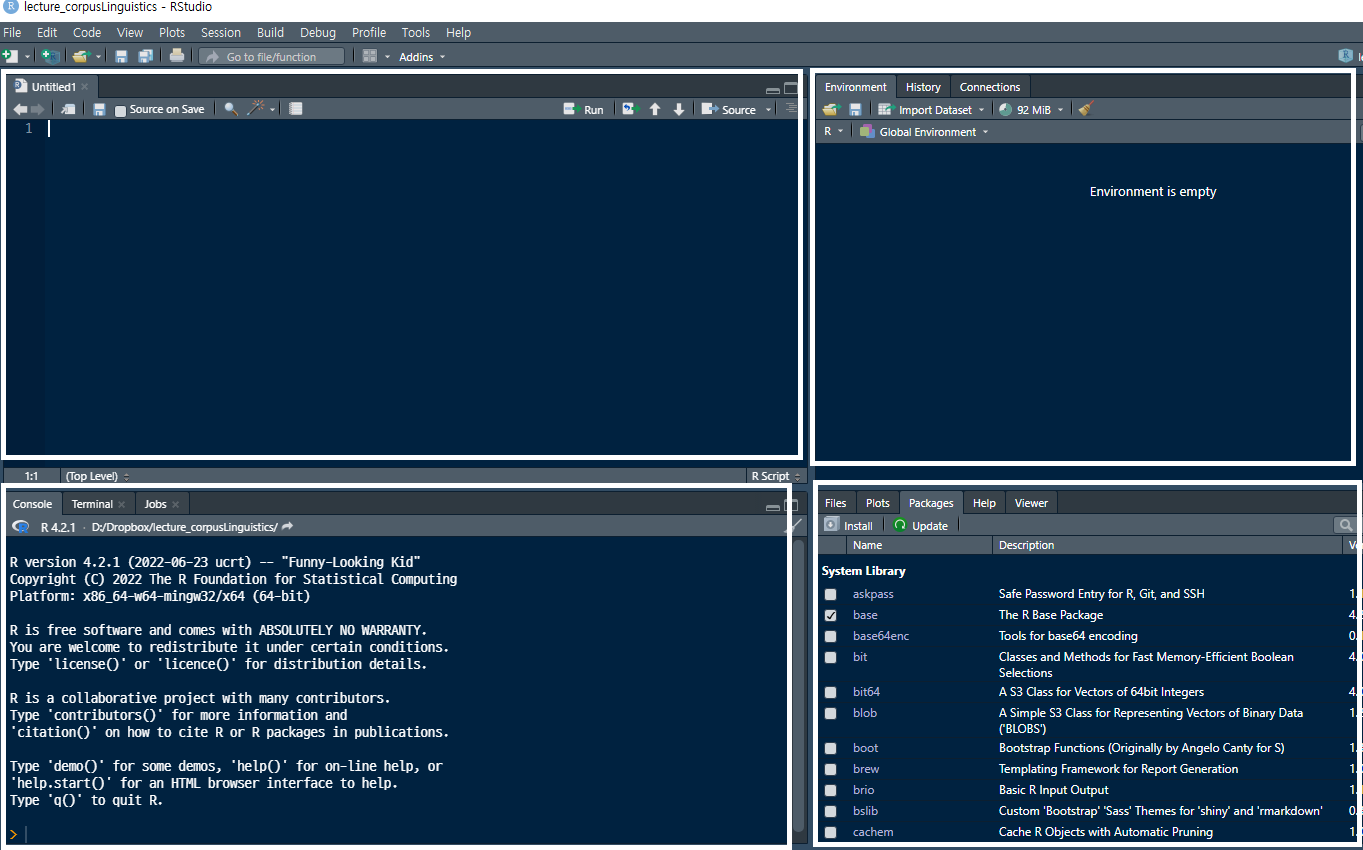 lecture_corpusLinguistics - RStudio
File Edit Code View Plots Session Build Debug Profile Tools Help
Go to file/function Addins
Untitled1
Source on Save Run Source
1
1:1 (Top Level) R Script
Environment History Connections
Import Dataset 92 MiB
R Global Environment
Environment is empty
Console Terminal Jobs
R 4.2.1 · D:/Dropbox/lecture_corpusLinguistics/
R version 4.2.1 (2022-06-23 ucrt) -- "Funny-Looking Kid"
Copyright (C) 2022 The R Foundation for Statistical Computing
Platform: x86_64-w64-mingw32/x64 (64-bit)
R is free software and comes with ABSOLUTELY NO WARRANTY.
You are welcome to redistribute it under certain conditions.
Type 'license()' or 'licence()' for distribution details.
R is a collaborative project with many contributors.
Type 'contributors()' for more information and
'citation()' on how to cite R or R packages in publications.
Type 'demo()' for some demos, 'help()' for on-line help, or
'help.start()' for an HTML browser interface to help.
Type 'q()' to quit R.
>
Files Plots Packages Help Viewer
Install Update
Name Description
System Library
askpass Safe Password Entry for R, Git, and SSH
base The R Base Package
base64enc Tools for base64 encoding
bit Classes and Methods for Fast Memory-Efficient Boolean
Selections
bit64 A S3 Class for Vectors of 64bit Integers
blob A Simple S3 Class for Representing Vectors of Binary Data
('BLOBS')
boot Bootstrap Functions (Originally by Angelo Canty for S)
brew Templating Framework for Report Generation
brio Basic R Input Output
bslib Custom 'Bootstrap' 'Sass' Themes for 'shiny' and 'rmarkdown'
cachem Cache R Objects with Automatic Pruning